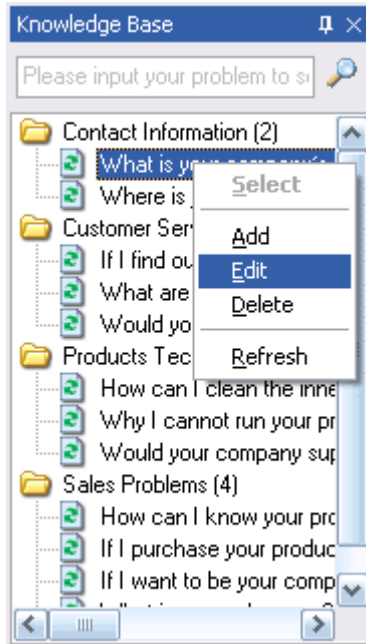 Knowledge Base
Please input your problem to
Contact Information (2)
What is your company's
Where is
Select
Customer Ser
Add
If I find ou
Edit
What are
Delete
Would yo
Products Tec
Refresh
How can I clean the inne
Why I cannot run your pr
Would your company sup
Sales Problems (4)
How can I know your pro
If I purchase your produc
If I want to be your comp